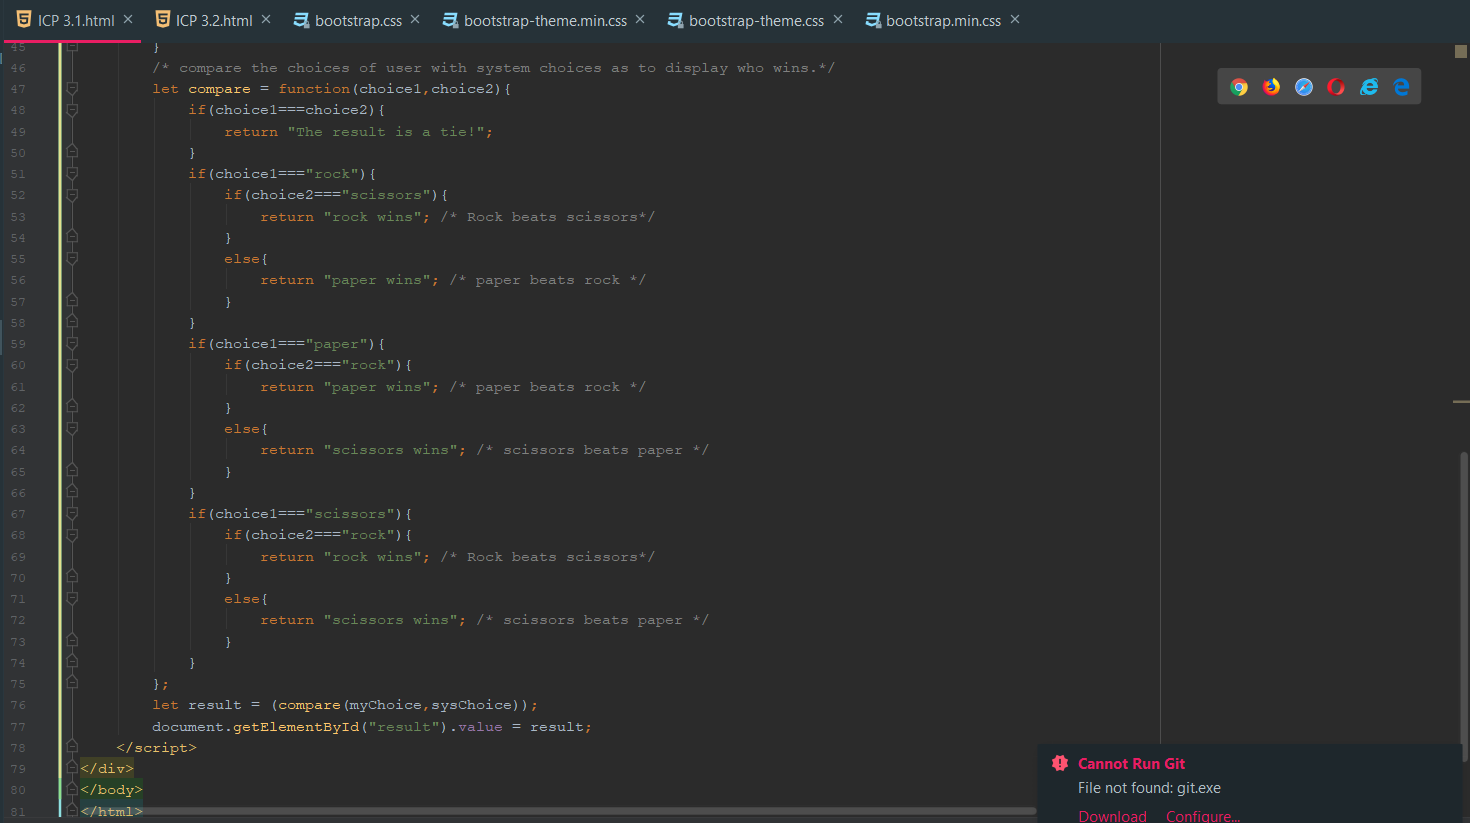 ICP 3.1.html × ICP 3.2.html × bootstrap.css × bootstrap-theme.min.css × bootstrap-theme.css × bootstrap.min.css ×
45 }
46 /* compare the choices of user with system choices as to display who wins.*/
47 let compare = function(choice1,choice2){
48 if(choice1===choice2){
49 return "The result is a tie!";
50 }
51 if(choice1==="rock"){
52 if(choice2==="scissors"){
53 return "rock wins"; /* Rock beats scissors*/
54 }
55 else{
56 return "paper wins"; /* paper beats rock */
57 }
58 }
59 if(choice1==="paper"){
60 if(choice2==="rock"){
61 return "paper wins"; /* paper beats rock */
62 }
63 else{
64 return "scissors wins"; /* scissors beats paper */
65 }
66 }
67 if(choice1==="scissors"){
68 if(choice2==="rock"){
69 return "rock wins"; /* Rock beats scissors*/
70 }
71 else{
72 return "scissors wins"; /* scissors beats paper */
73 }
74 }
75 };
76 let result = (compare(myChoice,sysChoice));
77 document.getElementById("result").value = result;
78 </script>
79 </div>
80 </body>
81 </html>
Cannot Run Git
File not found: git.exe
Download Configure...